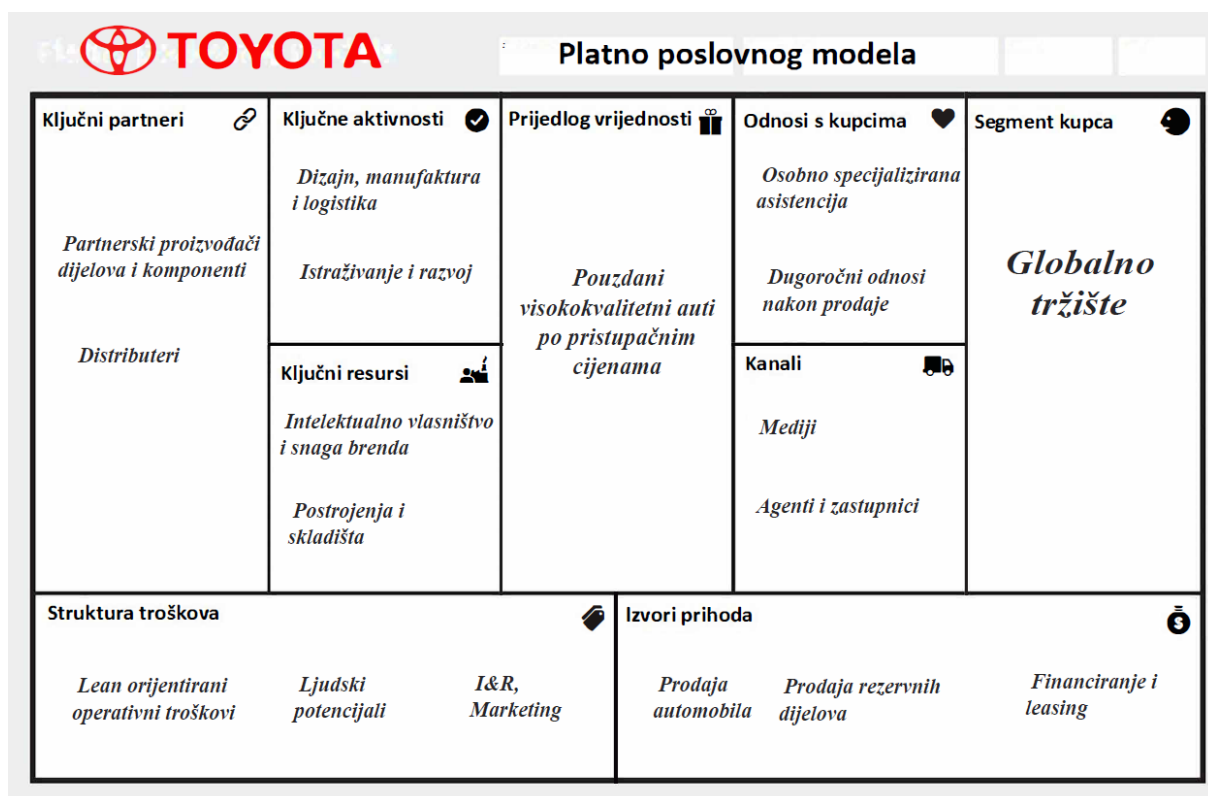 TOYOTA
Platno poslovnog modela
Ključni partneri
Partnerski proizvođači
dijelova i komponenti
Distributeri
Ključne aktivnosti
Dizajn, manufaktura
i logistika
Istraživanje i razvoj
Ključni resursi
Intelektualno vlasništvo
i snaga brenda
Postrojenja i
skladišta
Prijedlog vrijednosti
Pouzdani
visokokvalitetni auti
po pristupačnim
cijenama
Odnosi s kupcima
Osobno specijalizirana
asistencija
Dugoročni odnosi
nakon prodaje
Kanali
Mediji
Agenti i zastupnici
Segment kupca
Globalno
tržište
Struktura troškova
Lean orijentirani
operativni troškovi
Ljudski
potencijali
I&R,
Marketing
Izvori prihoda
Prodaja
automobila
Prodaja rezervnih
dijelova
Financiranje i
leasing